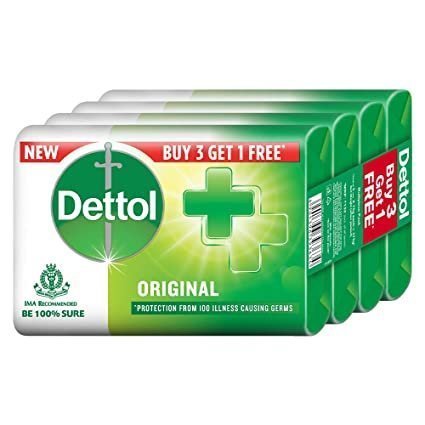 NEW
BUY 3 GET 1 FREE*
Dettol
ORIGINAL
*PROTECTION FROM 100 ILLNESS CAUSING GERMS
IMA RECOMMENDED
BE 100% SURE
Buy 3
Get 1
FREE*
Dettol